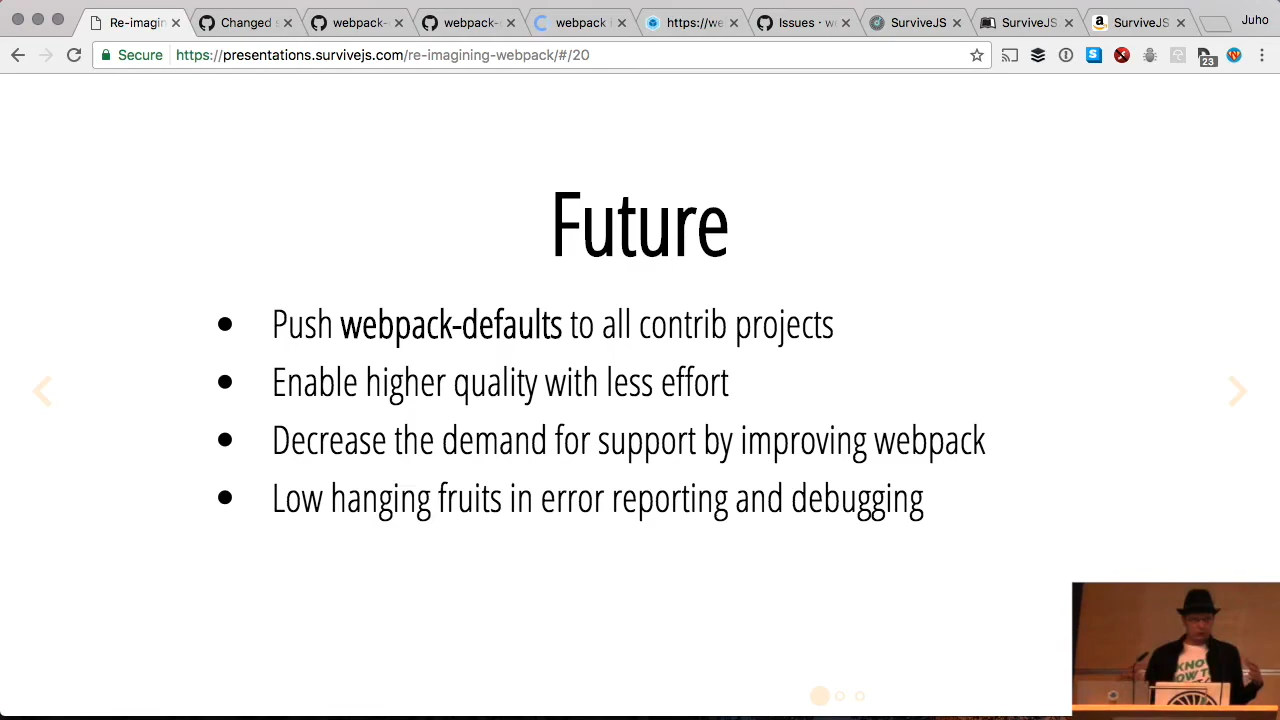 Re-imagin
Changed s
webpack-
webpack-
webpack
https://we
Issues · w
SurviveJS
SurviveJS
SurviveJS
Juho
Secure
https://presentations.survivejs.com/re-imagining-webpack/#/20
23
Future
Push webpack-defaults to all contrib projects
Enable higher quality with less effort
Decrease the demand for support by improving webpack
Low hanging fruits in error reporting and debugging